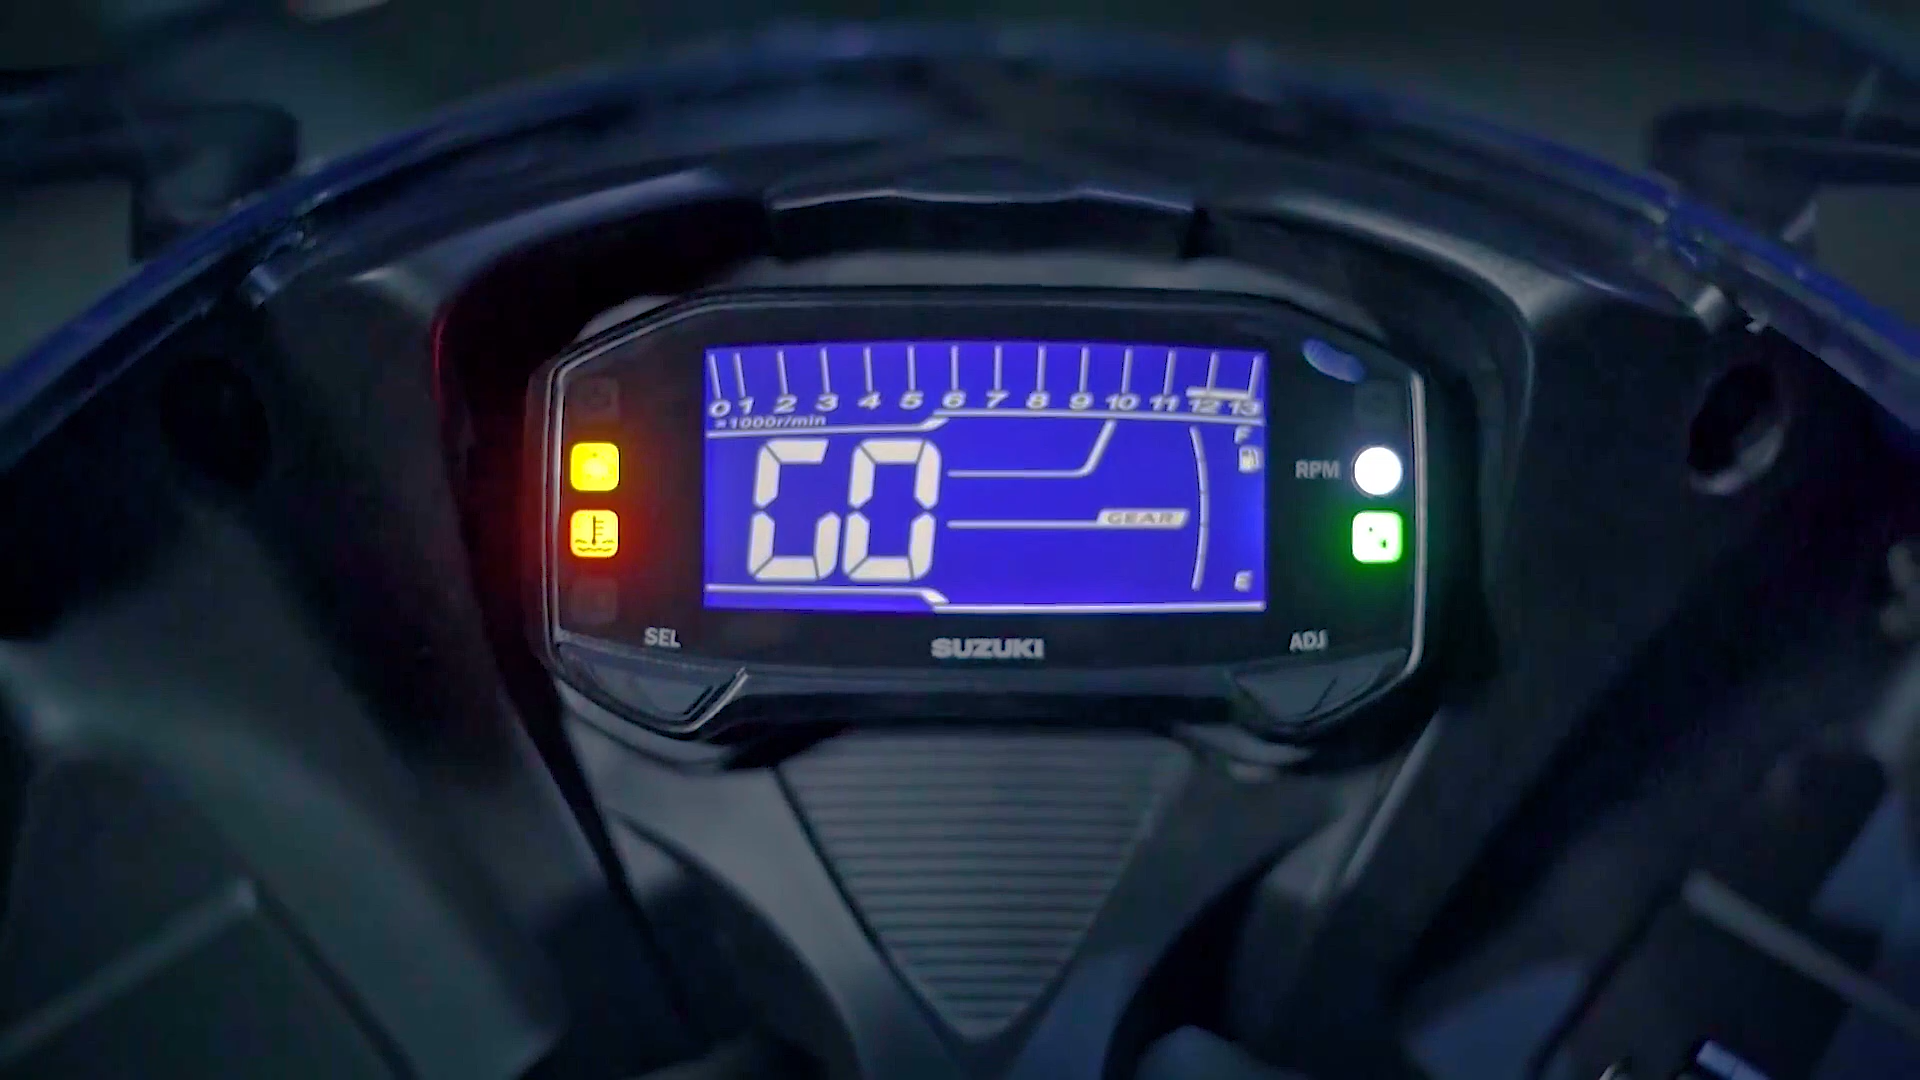 0 1 2 3 4 5 6 7 8 9 10 11 12 13
×1000r/min
F
GO
RPM
GEAR
E
SEL
SUZUKI
ADJ